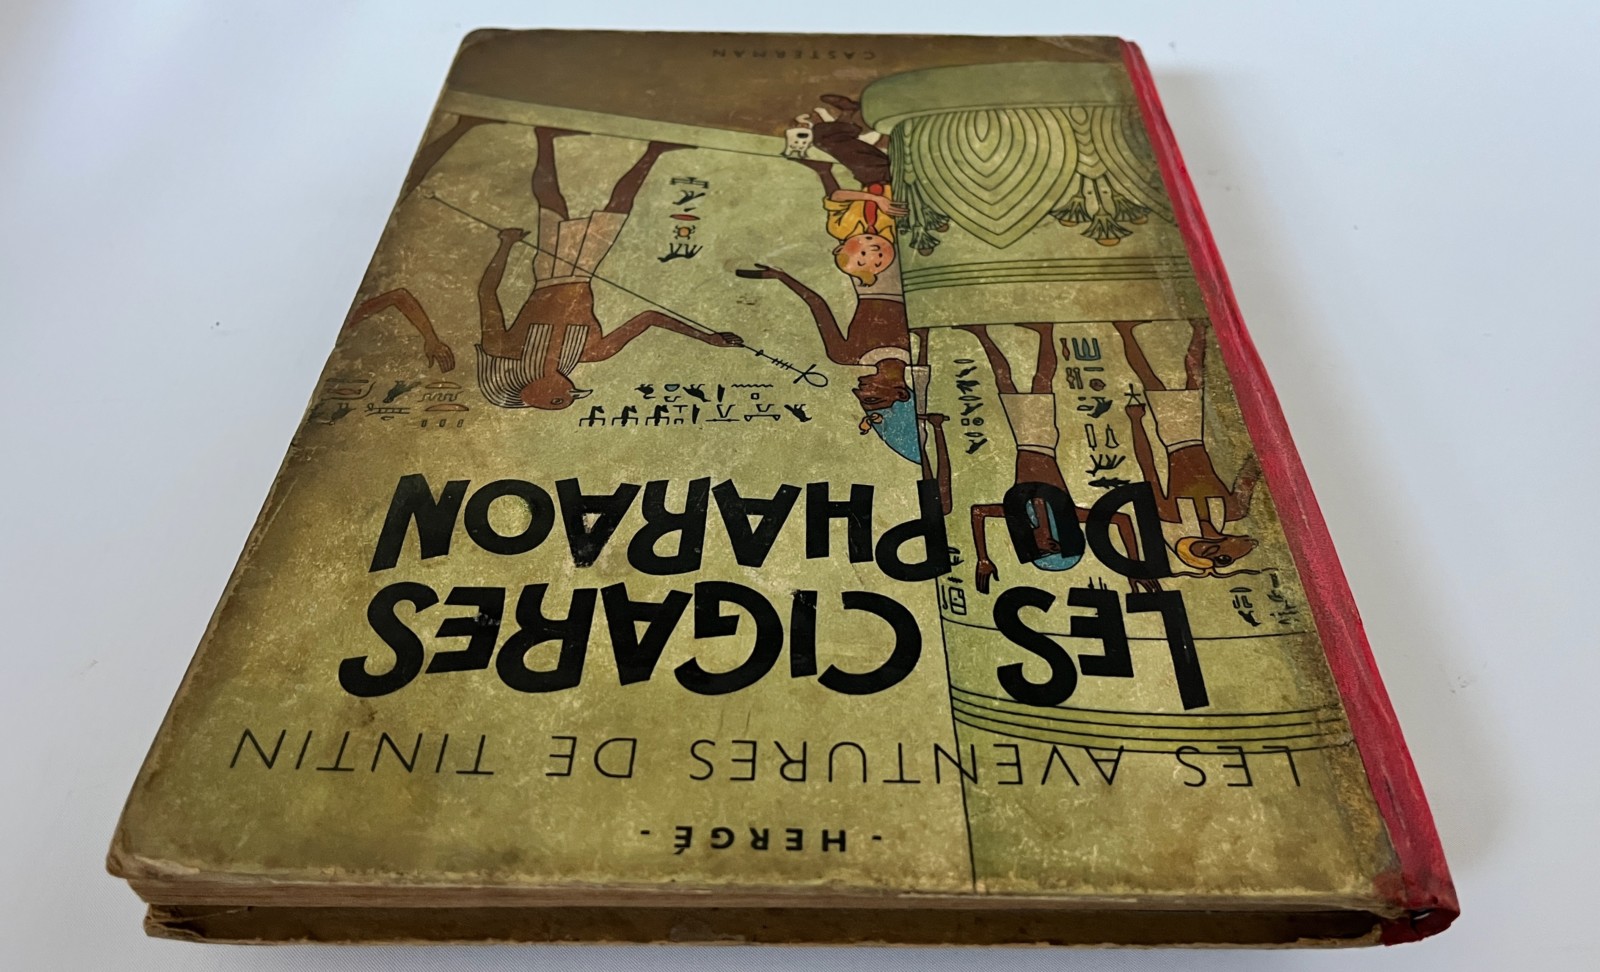 - HERGÉ -
LES AVENTURES DE TINTIN
LES CIGARES
DU PHARAON
CASTERMAN